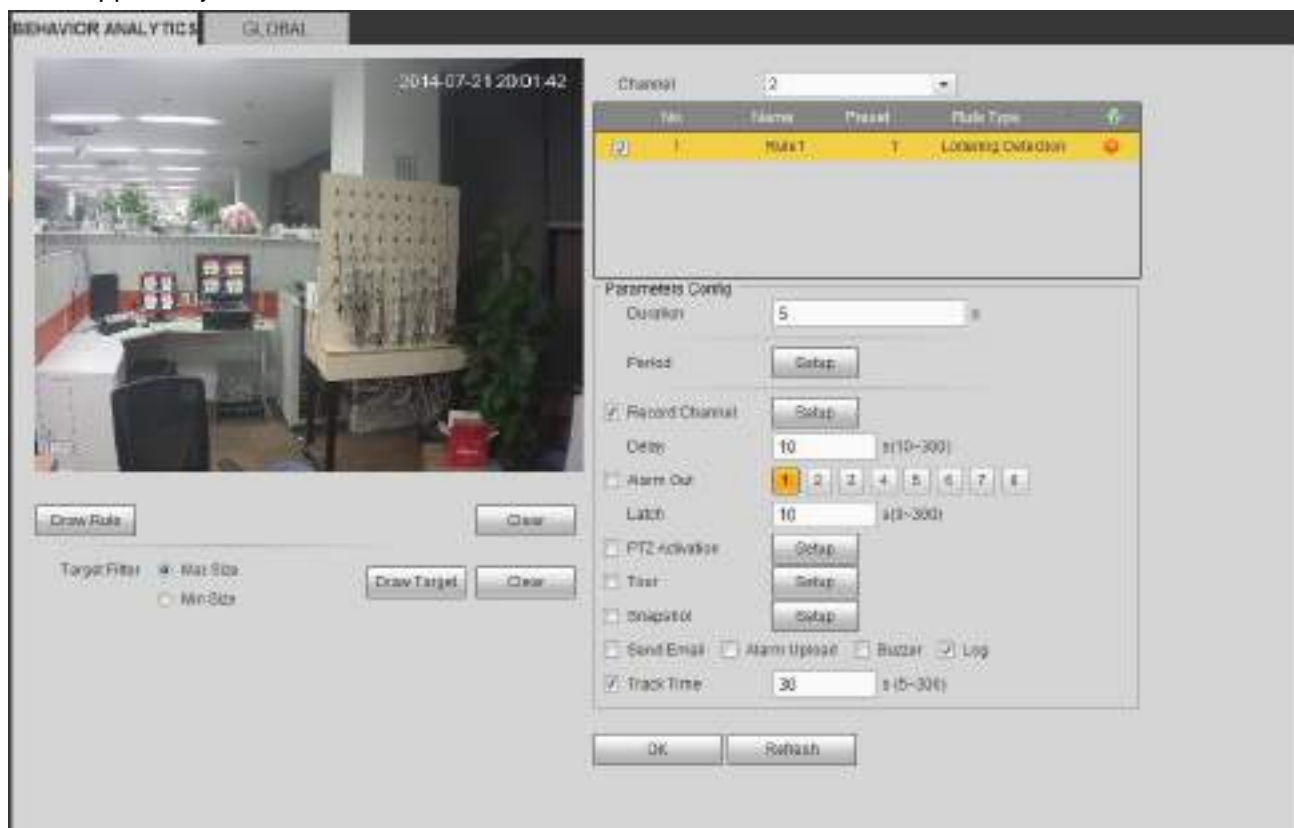 BEHAVIOR ANALYTICS GLOBAL
2014-07-21 20:01:42
Channel 2
No. Name Preset Rule Type
1 Rule1 1 Loitering Detection
Parameters Config
Duration 5 s
Period Setup
Record Channel Setup
Delay 10 s(10~300)
Alarm Out 1 2 3 4 5 6 7 8
Latch 10 s(0~300)
PTZ Activation Setup
Tour Setup
Snapshot Setup
Send Email Alarm Upload Buzzer Log
Track Time 30 s (5~300)
OK Refresh
Draw Rule Clear
Target Filter Max Size
Min Size
Draw Target Clear